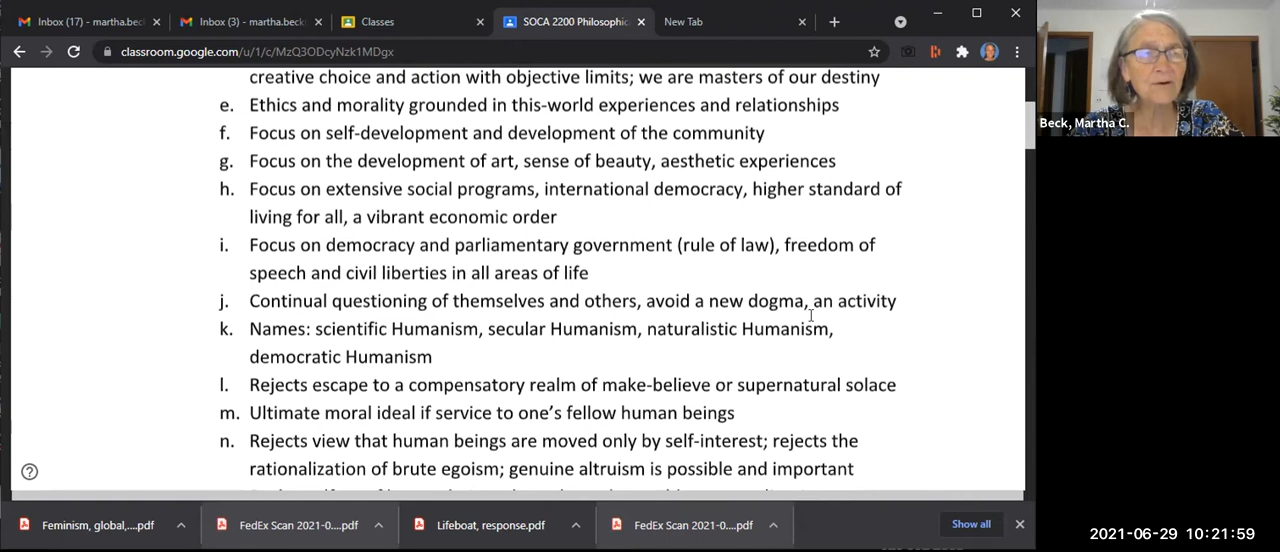 Inbox (17) - martha.bec
Inbox (3) - martha.beck
Classes
SOCA 2200 Philosophic
New Tab
classroom.google.com/u/1/c/MzQ3ODcyNzk1MDgx
creative choice and action with objective limits; we are masters of our destiny
e. Ethics and morality grounded in this-world experiences and relationships
f. Focus on self-development and development of the community
g. Focus on the development of art, sense of beauty, aesthetic experiences
h. Focus on extensive social programs, international democracy, higher standard of
living for all, a vibrant economic order
i. Focus on democracy and parliamentary government (rule of law), freedom of
speech and civil liberties in all areas of life
j. Continual questioning of themselves and others, avoid a new dogma, an activity
k. Names: scientific Humanism, secular Humanism, naturalistic Humanism,
democratic Humanism
l. Rejects escape to a compensatory realm of make-believe or supernatural solace
m. Ultimate moral ideal if service to one's fellow human beings
n. Rejects view that human beings are moved only by self-interest; rejects the
rationalization of brute egoism; genuine altruism is possible and important
Beck, Martha C.
Feminism, global,....pdf
FedEx Scan 2021-0....pdf
Lifeboat, response.pdf
FedEx Scan 2021-0....pdf
Show all
2021-06-29 10:21:59